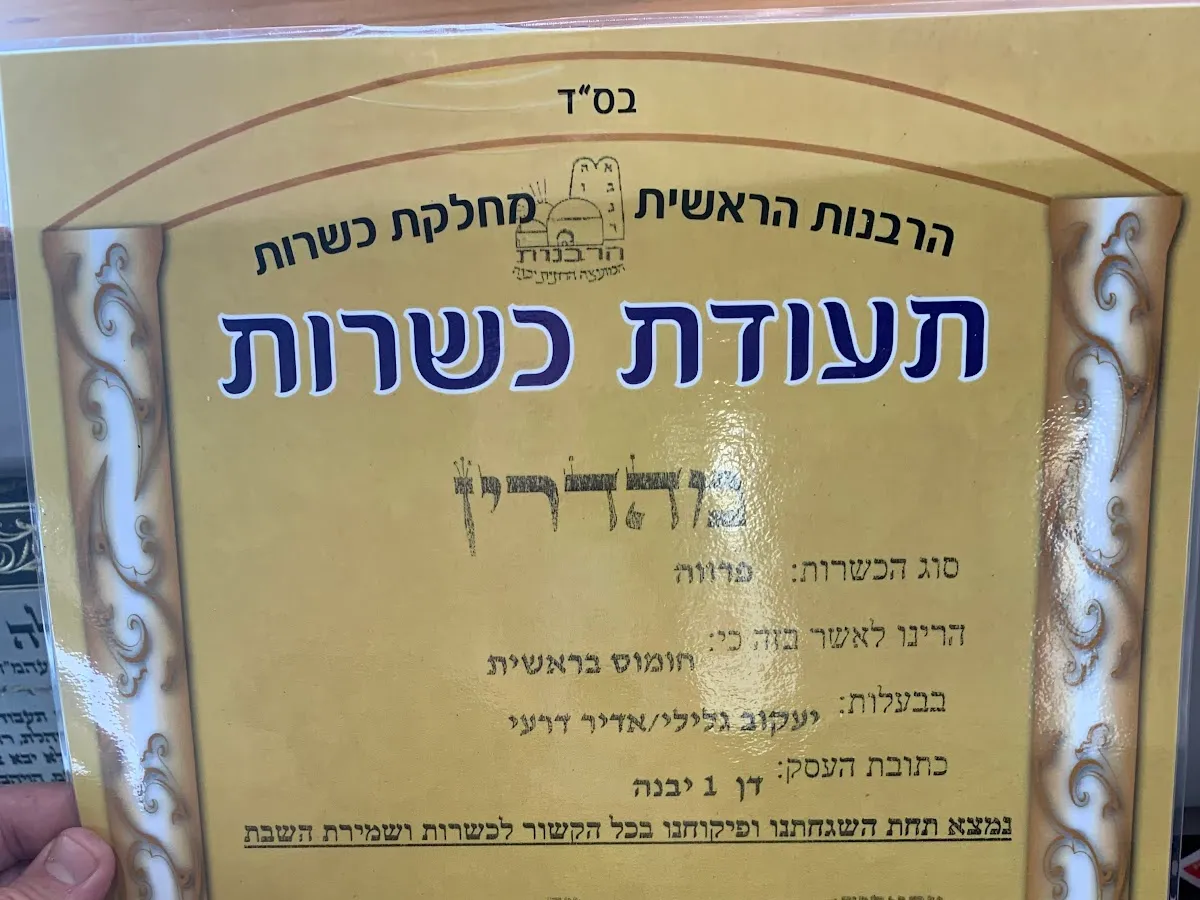 בס"ד
הרבנות הראשית מחלקת כשרות
הרבנות
תעודת כשרות
מהדרין
סוג הכשרות: פרווה
הרינו לאשר בזה כי: חומוס בראשית
בבעלות: יעקוב גלילי/אדיר דרעי
כתובת העסק: דן 1 יבנה
נמצא תחת השגחתנו ופיקוחנו בכל הקשור לכשרות ושמירת השבת